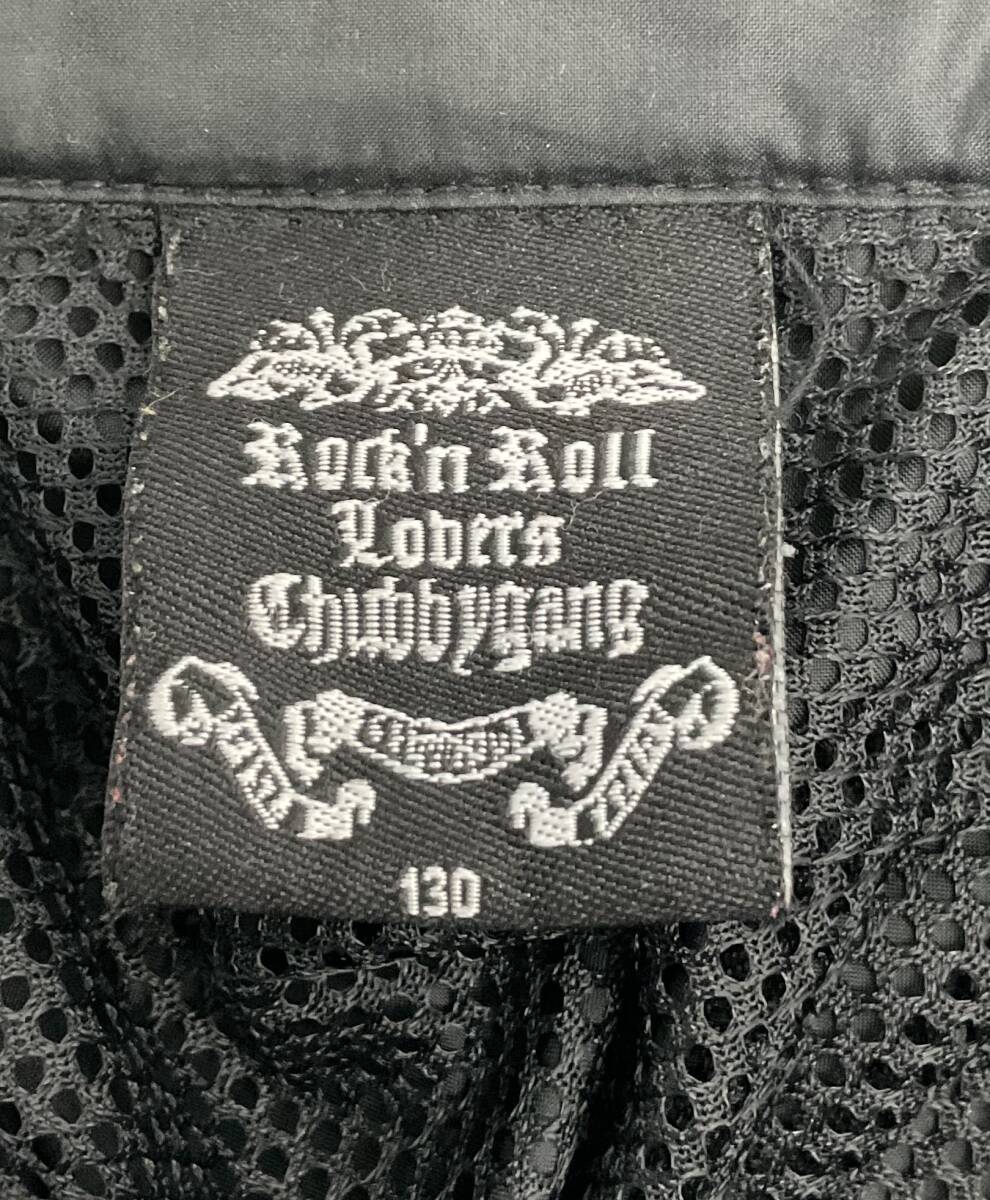 Rock'n Roll
Lovers
Chubbygang
130